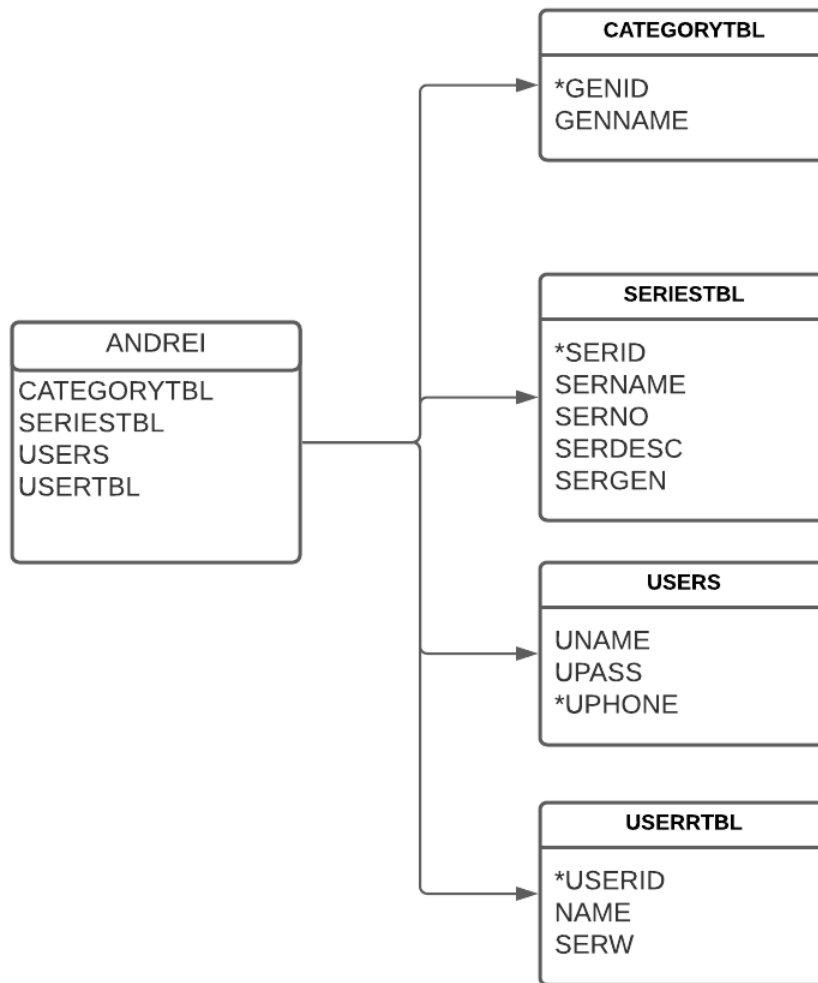 ANDREI
CATEGORYTBL
SERIESTBL
USERS
USERTBL
CATEGORYTBL
*GENID
GENNAME
SERIESTBL
*SERID
SERNAME
SERNO
SERDESC
SERGEN
USERS
UNAME
UPASS
*UPHONE
USERRTBL
*USERID
NAME
SERW